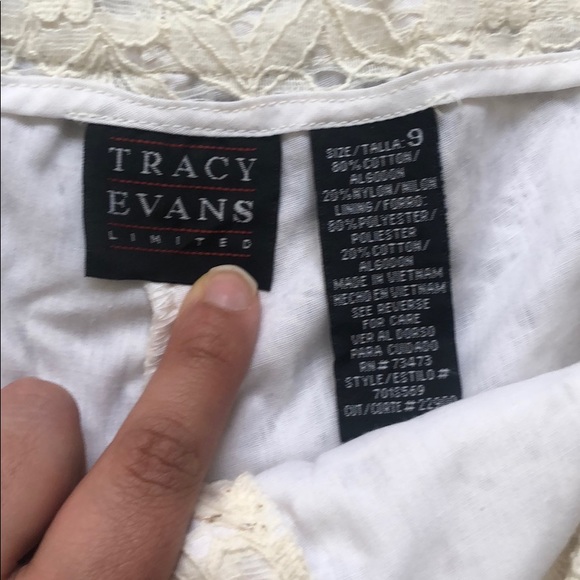 TRACY
EVANS
LIMITED
SIZE/TALLA: 9
80% COTTON/
ALGODON
20% NYLON/NILON
LINING/FORRO:
80% POLYESTER/
POLIESTER
20% COTTON/
ALGODON
MADE IN VIETNAM
HECHO EN VIETNAM
SEE REVERSE
FOR CARE
VER AL DORSO
PARA CUIDADO
RN# 73473
STYLE/ESTILO#
7018569
CUT/CORTE#